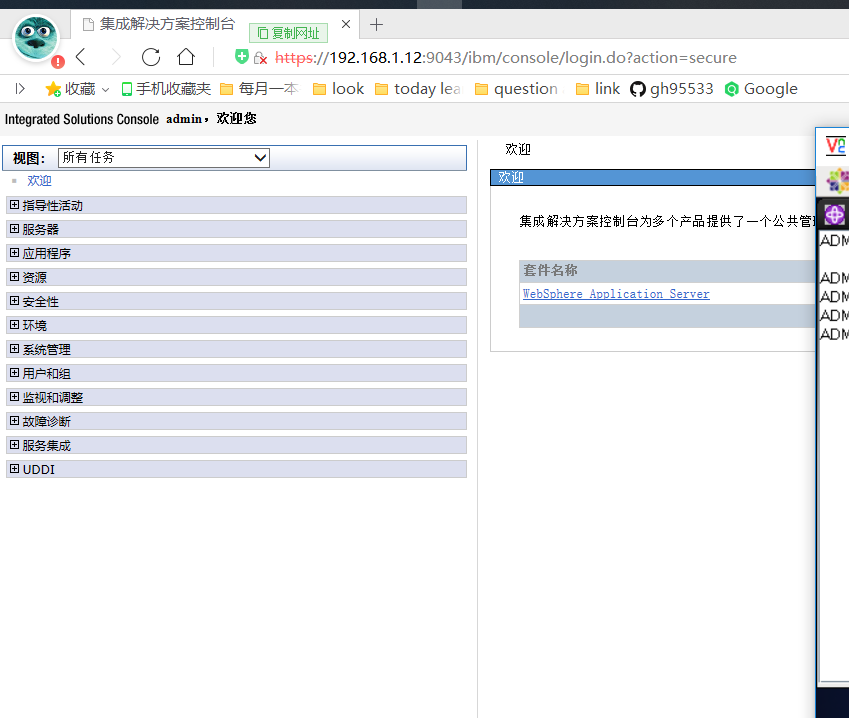 集成解决方案控制台
复制网址
https://192.168.1.12:9043/ibm/console/login.do?action=secure
收藏 手机收藏夹 每月一本 look today lea question link gh95533 Google
Integrated Solutions Console admin，欢迎您
视图： 所有任务
欢迎
指导性活动
服务器
应用程序
资源
安全性
环境
系统管理
用户和组
监视和调整
故障诊断
服务集成
UDDI
欢迎
欢迎
集成解决方案控制台为多个产品提供了一个公共管
套件名称
WebSphere Application Server
V2
ADM
ADM
ADM
ADM
ADM